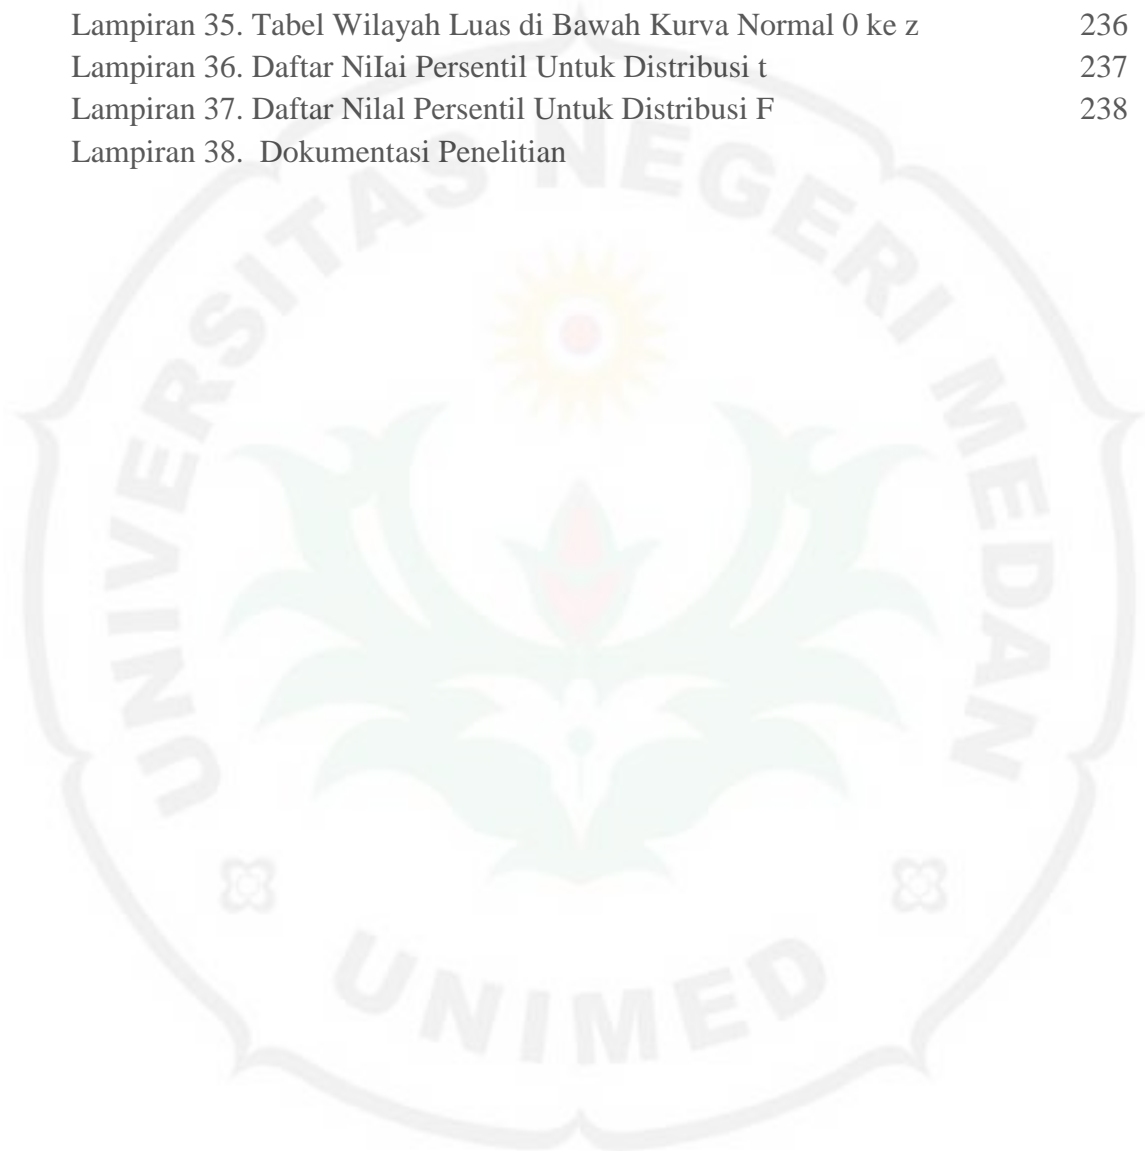 Lampiran 35. Tabel Wilayah Luas di Bawah Kurva Normal 0 ke z 236
Lampiran 36. Daftar NiIai Persentil Untuk Distribusi t 237
Lampiran 37. Daftar Nilal Persentil Untuk Distribusi F 238
Lampiran 38. Dokumentasi Penelitian
UNIVERSITAS NEGERI MEDAN
UNIMED